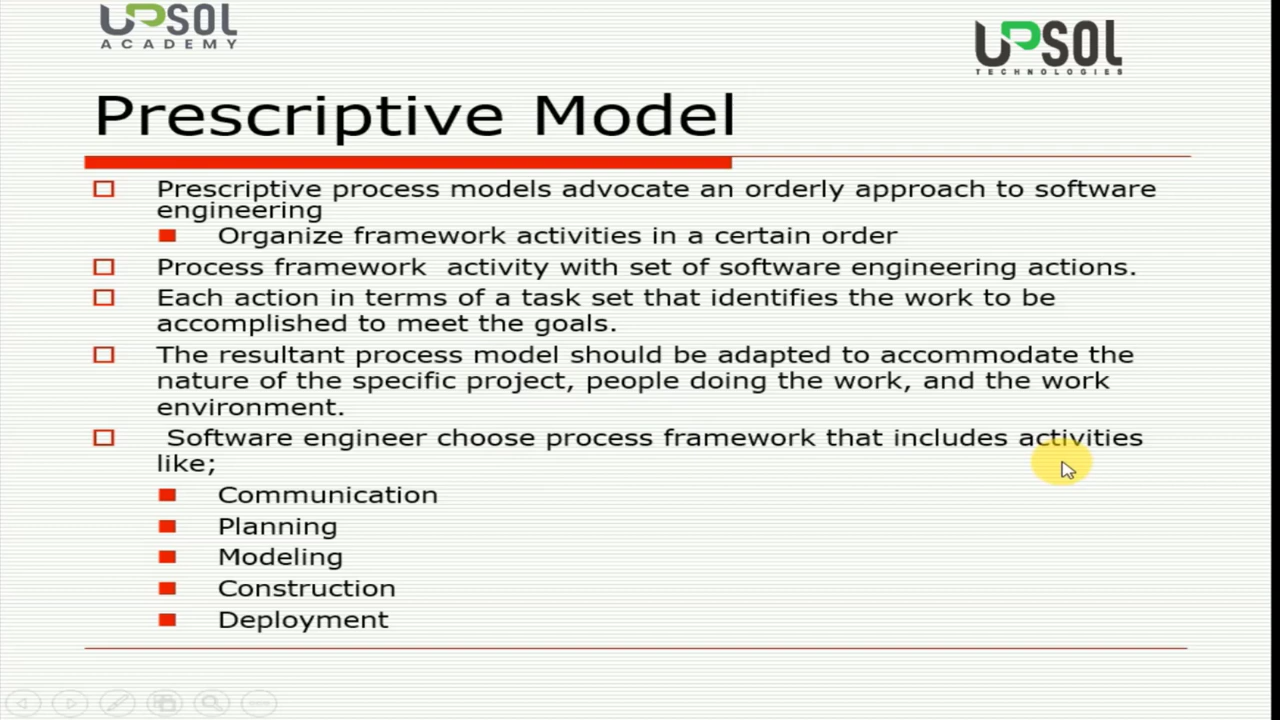 UPSOL
ACADEMY
UPSOL
TECHNOLOGIES
Prescriptive Model
Prescriptive process models advocate an orderly approach to software
engineering
Organize framework activities in a certain order
Process framework  activity with set of software engineering actions.
Each action in terms of a task set that identifies the work to be
accomplished to meet the goals.
The resultant process model should be adapted to accommodate the
nature of the specific project, people doing the work, and the work
environment.
Software engineer choose process framework that includes activities
like;
Communication
Planning
Modeling
Construction
Deployment